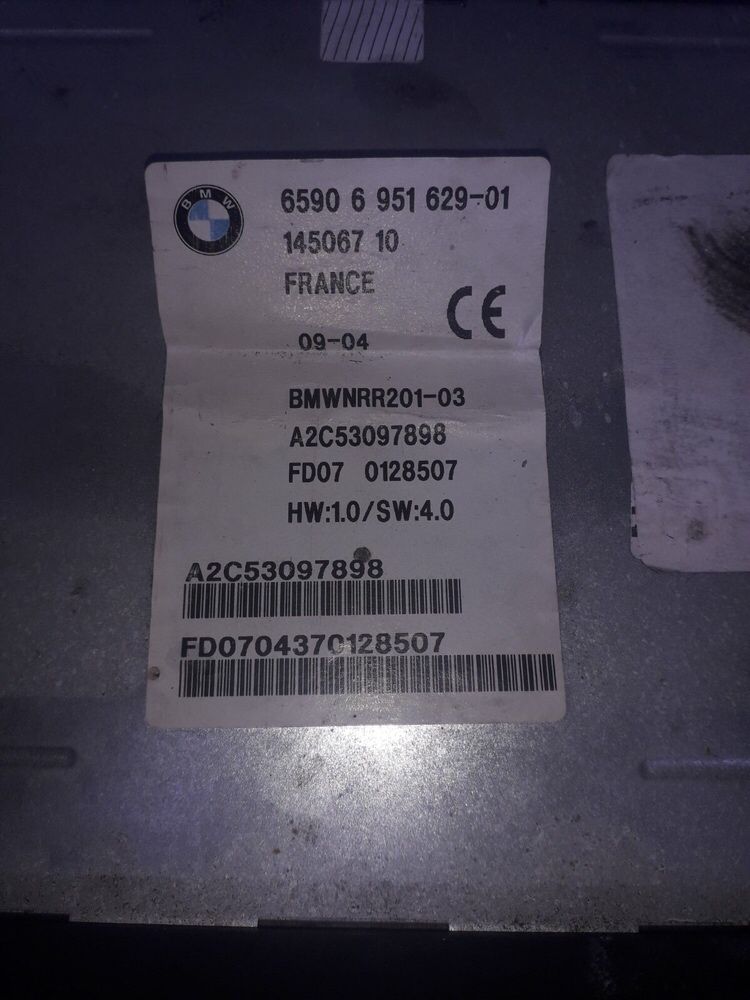 BMW
6590 6 951 629-01
145067 10
FRANCE
CE
09-04
BMWNRR201-03
A2C53097898
FD07 0128507
HW:1.0/SW:4.0
A2C53097898
FD0704370128507